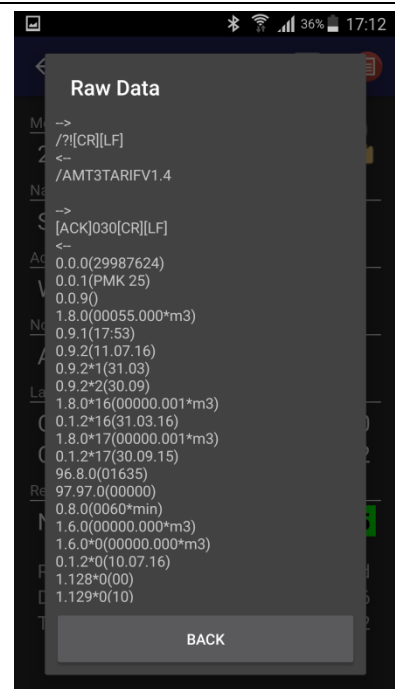 36% 17:12
Raw Data
-->
/?![CR][LF]
<--
/AMT3TARIFV1.4
-->
[ACK]030[CR][LF]
<--
0.0.0(29987624)
0.0.1(PMK 25)
0.0.9()
1.8.0(00055.000*m3)
0.9.1(17:53)
0.9.2(11.07.16)
0.9.2*1(31.03)
0.9.2*2(30.09)
1.8.0*16(00000.001*m3)
0.1.2*16(31.03.16)
1.8.0*17(00000.001*m3)
0.1.2*17(30.09.15)
96.8.0(01635)
97.97.0(00000)
0.8.0(0060*min)
1.6.0(00000.000*m3)
1.6.0*0(00000.000*m3)
0.1.2*0(10.07.16)
1.128*0(00)
1.129*0(10)
BACK